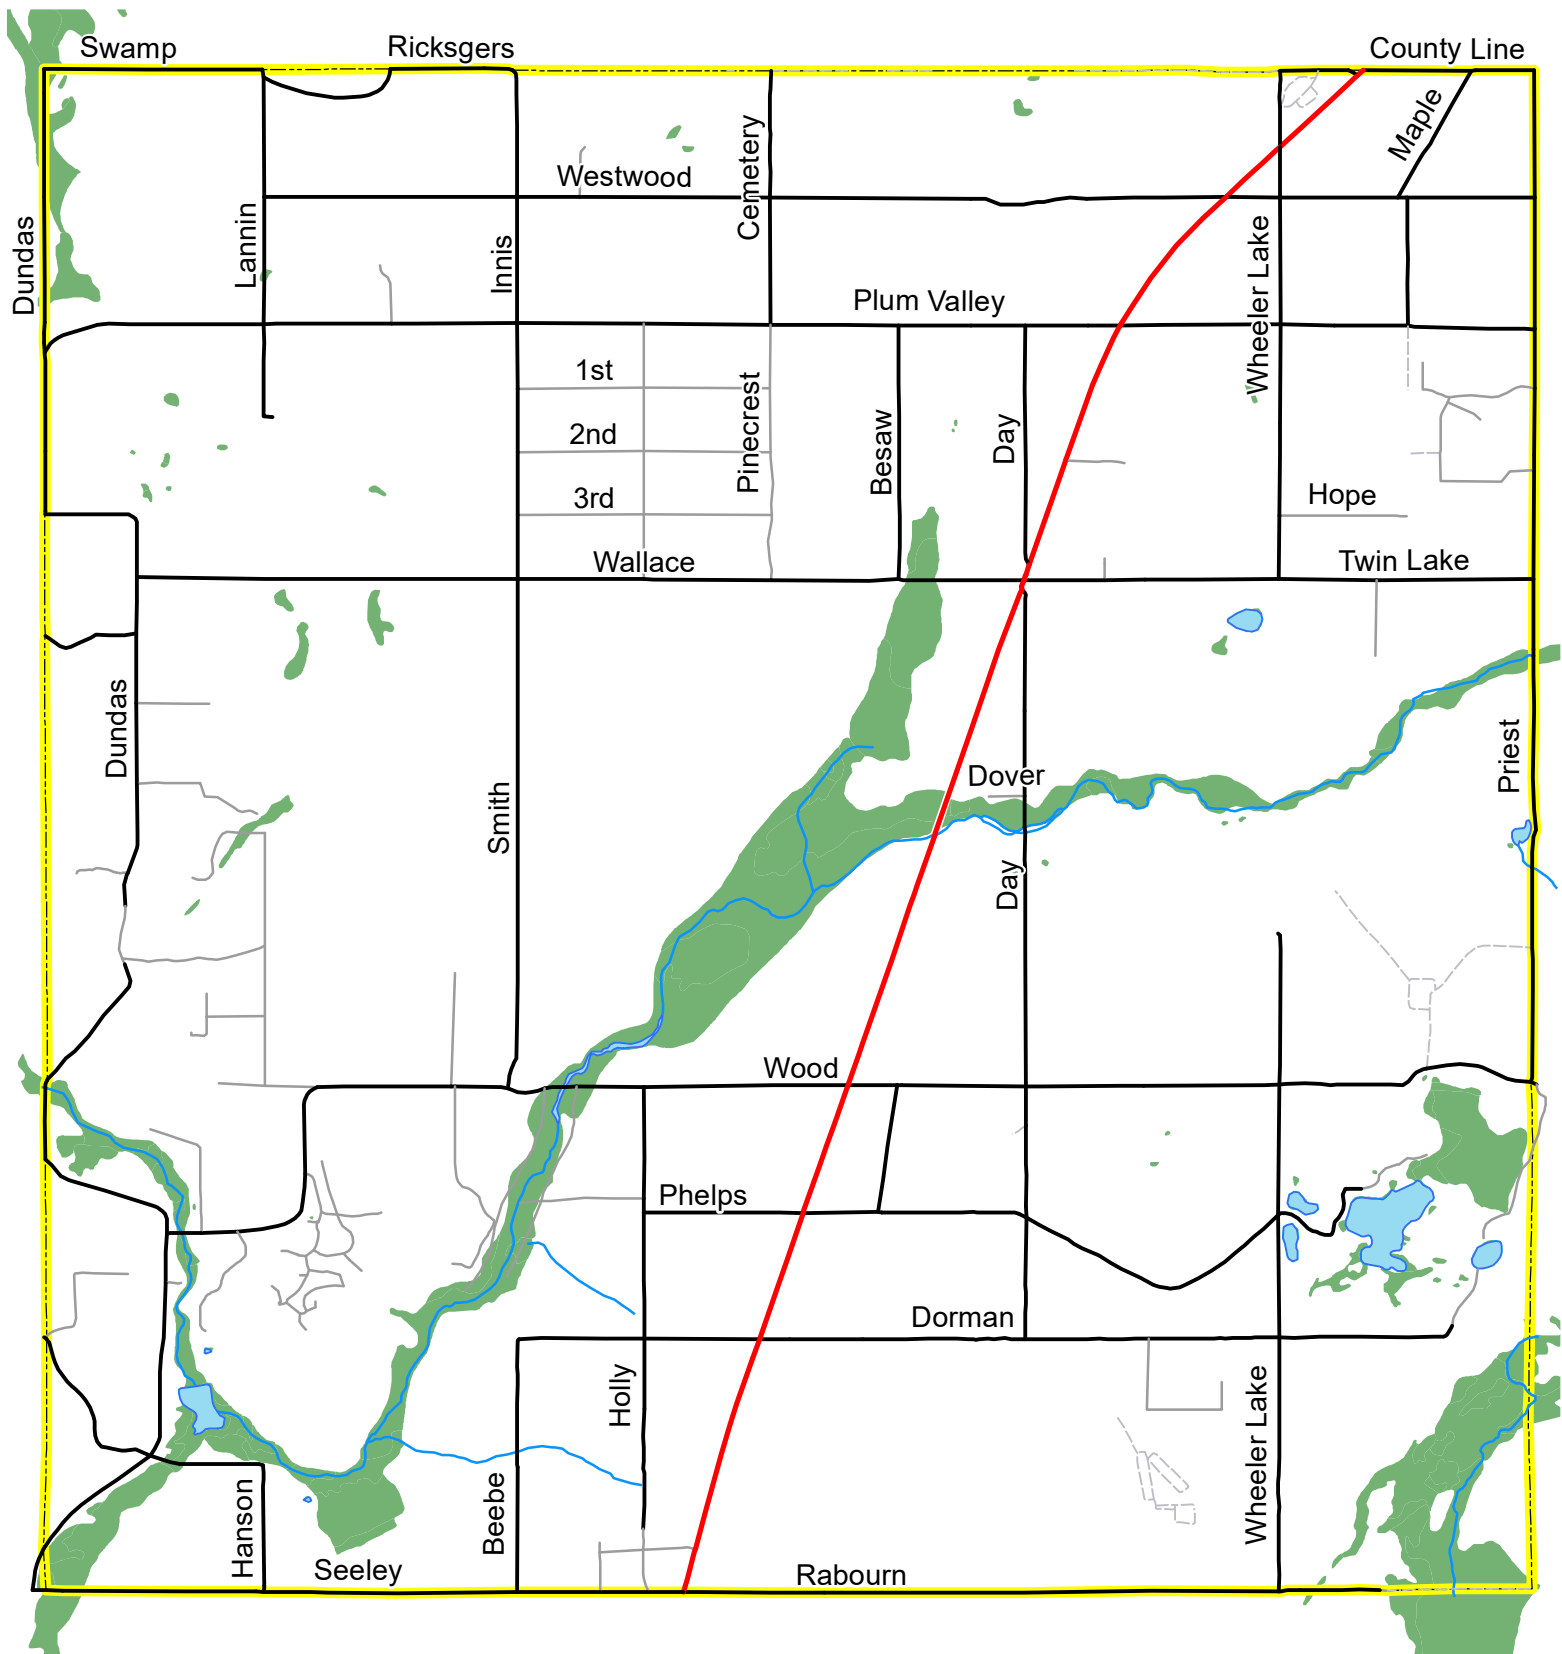 Swamp
Ricksgers
County Line
Maple
Cemetery
Westwood
Dundas
Lannin
Innis
Wheeler Lake
Plum Valley
1st
Pinecrest
2nd
Besaw
Day
3rd
Hope
Wallace
Twin Lake
Dundas
Priest
Dover
Smith
Day
Wood
Phelps
Dorman
Holly
Wheeler Lake
Hanson
Beebe
Seeley
Rabourn